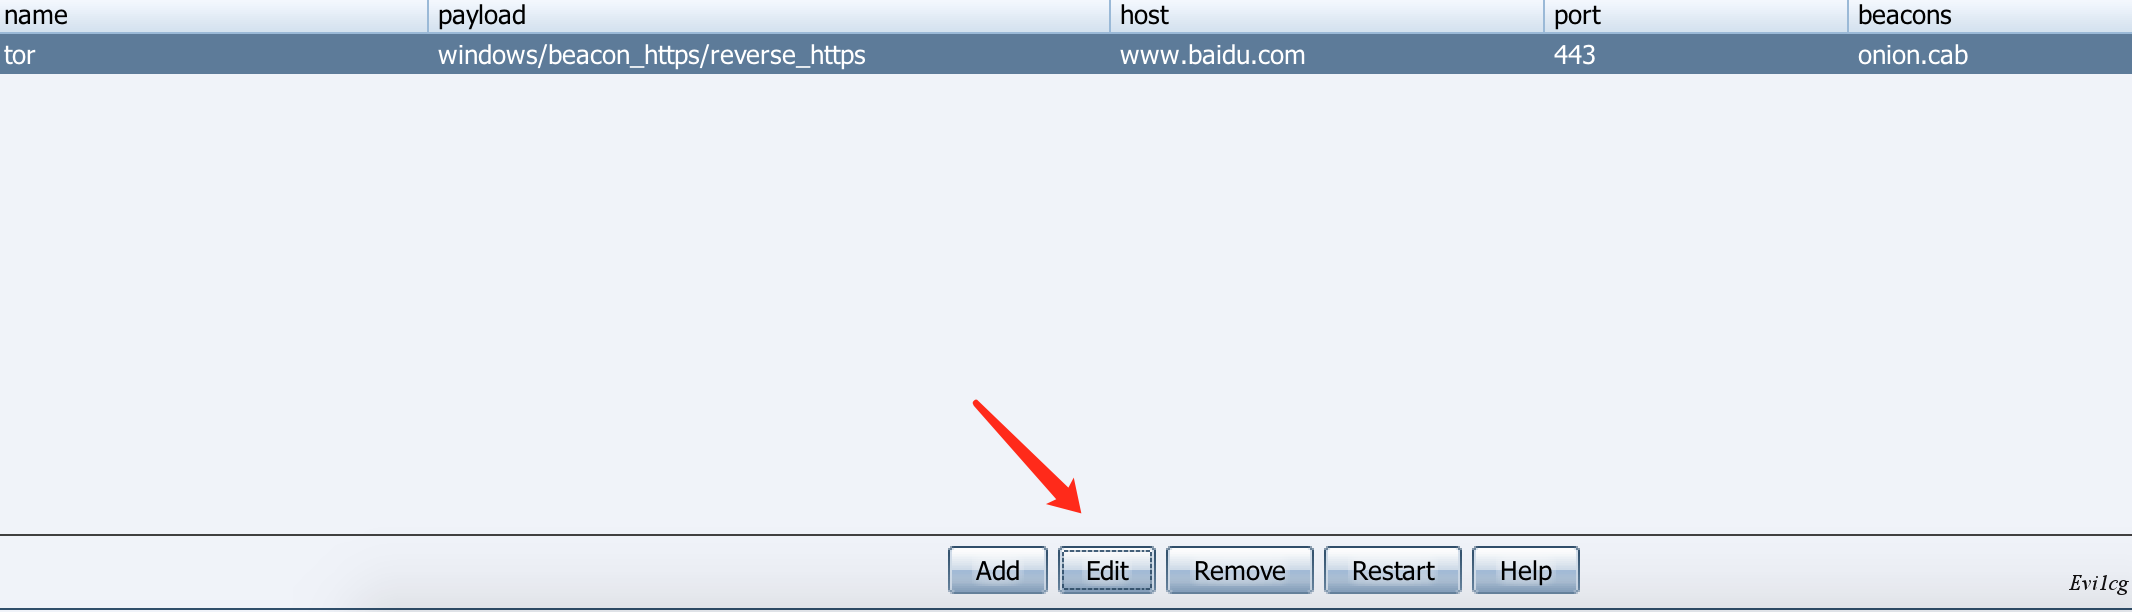 name payload host port beacons
tor windows/beacon_https/reverse_https www.baidu.com 443 onion.cab
Add Edit Remove Restart Help
Evi1cg